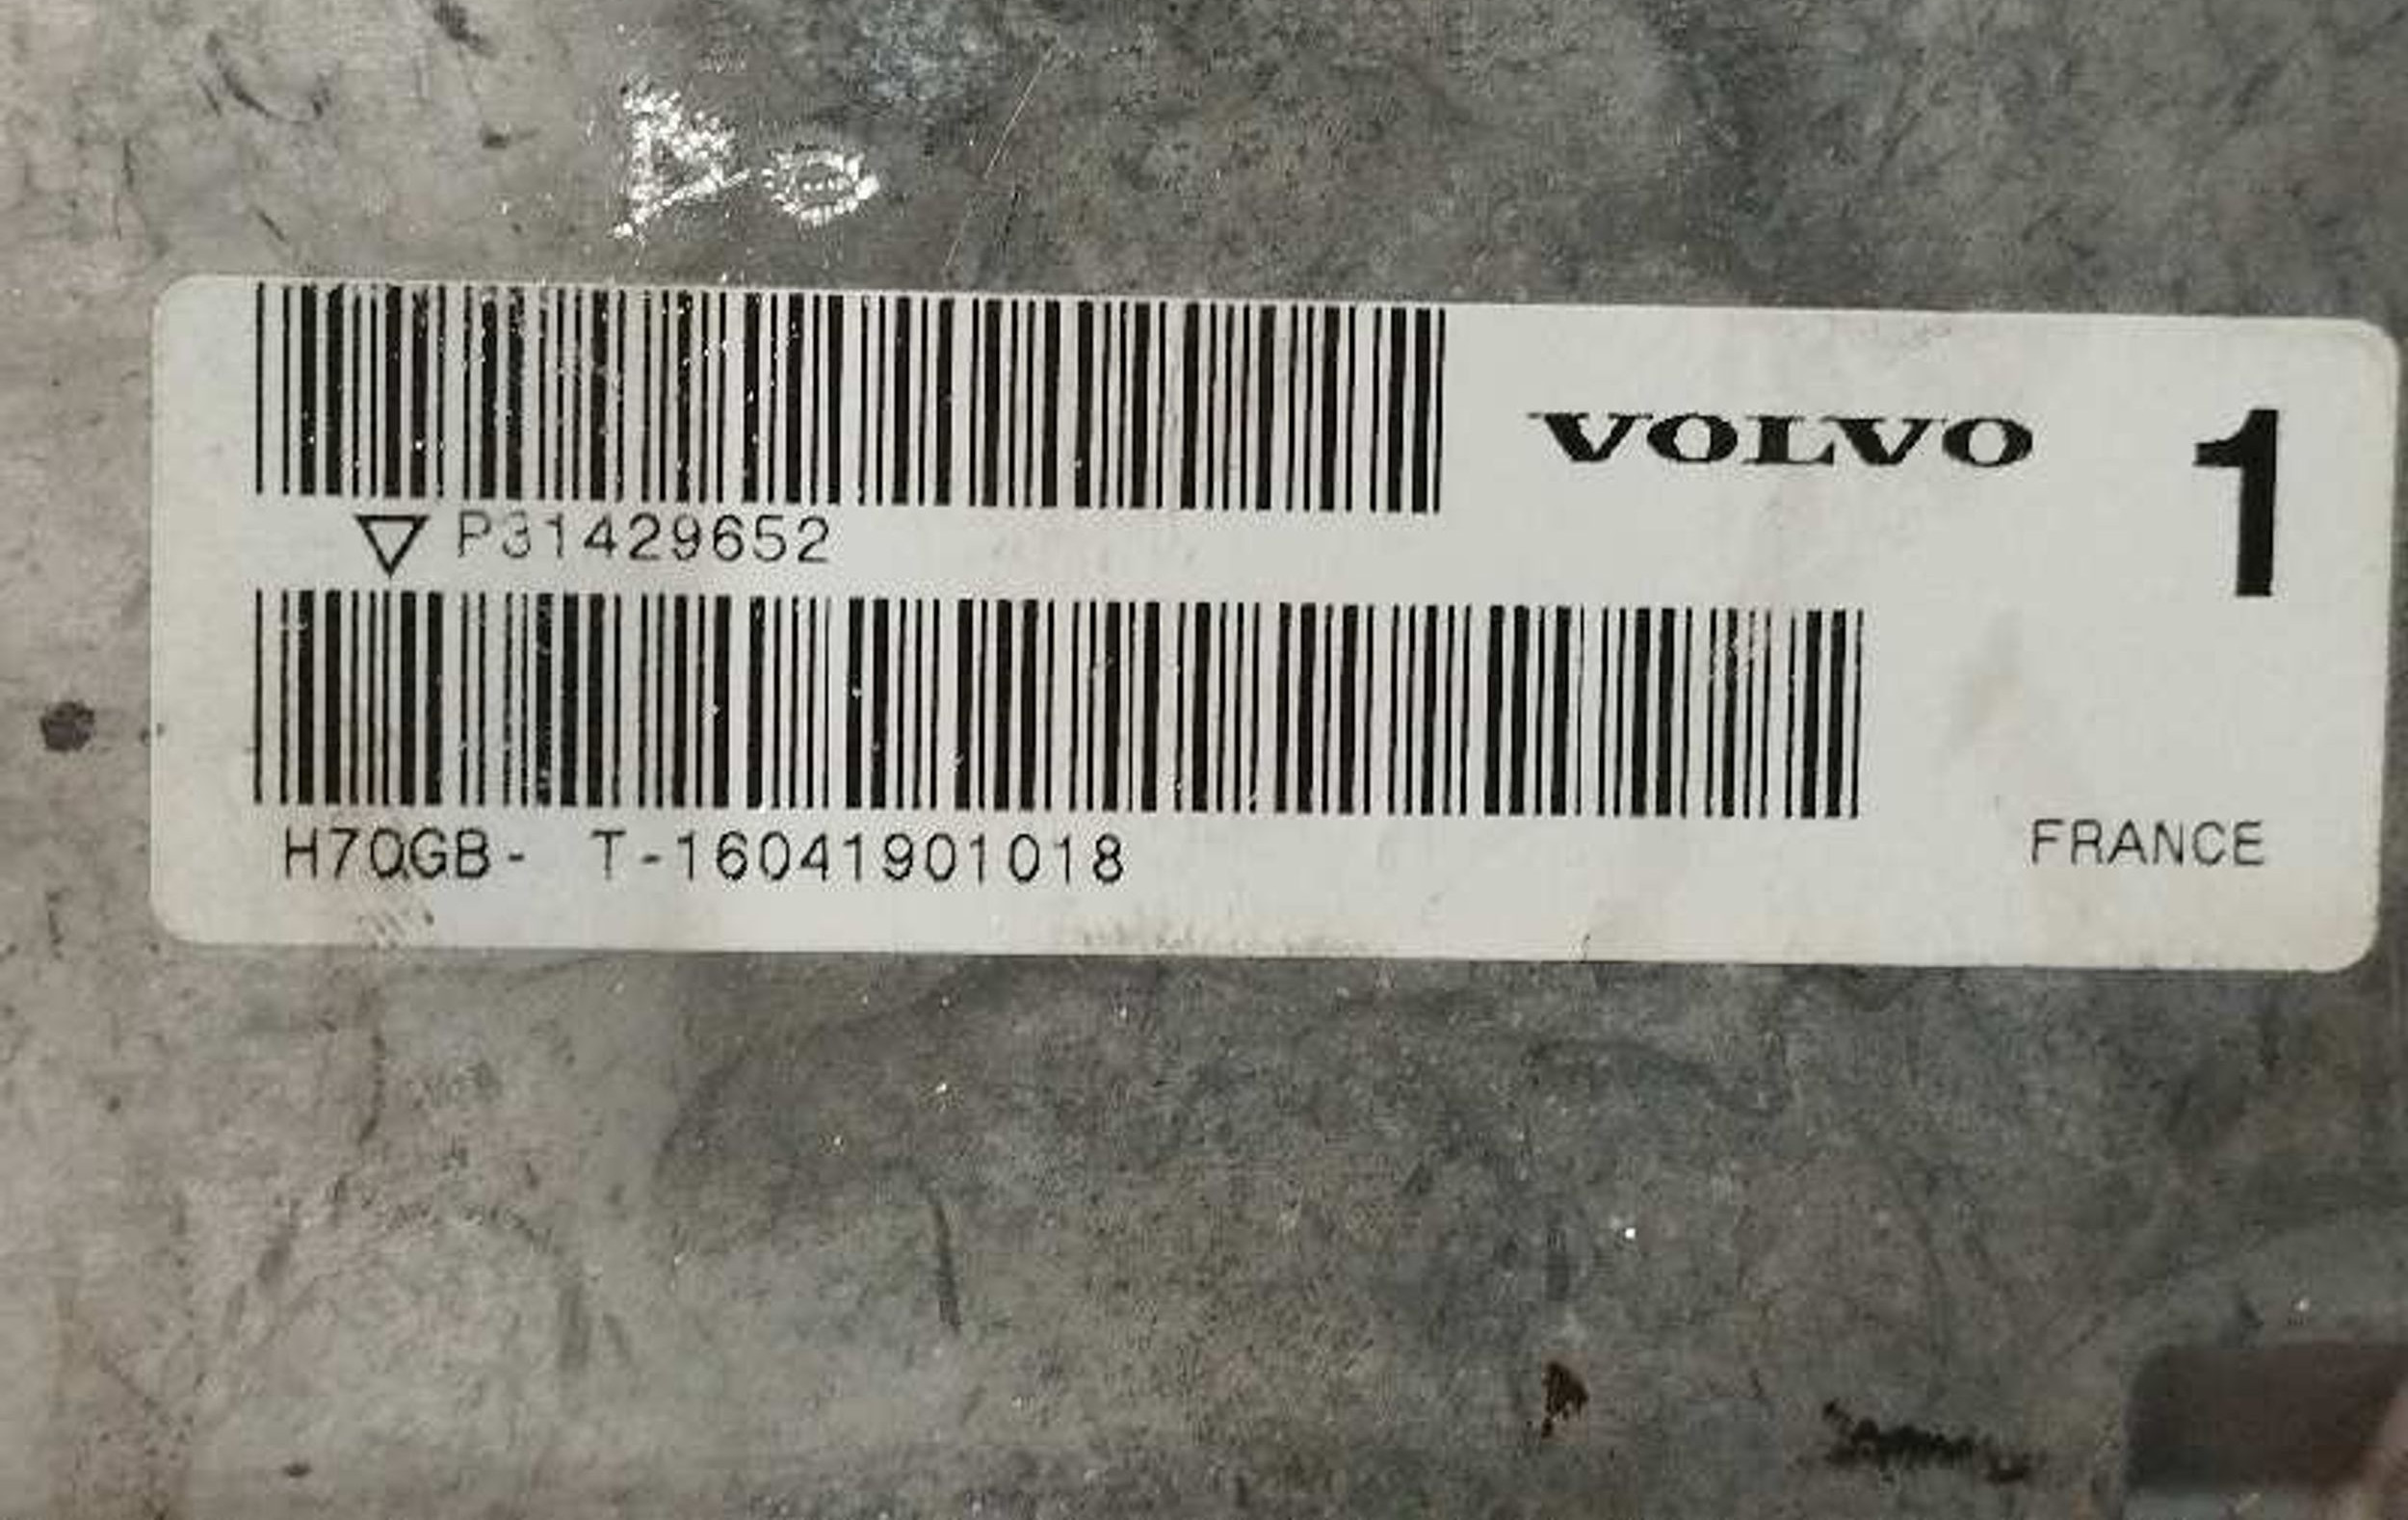 VOLVO 1
▽ P31429652
H7QGB- T-16041901018
FRANCE